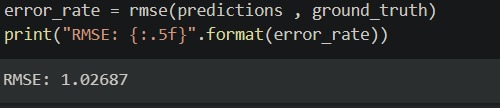 error_rate = rmse(predictions , ground_truth)
print("RMSE: {:.5f}".format(error_rate))
RMSE: 1.02687